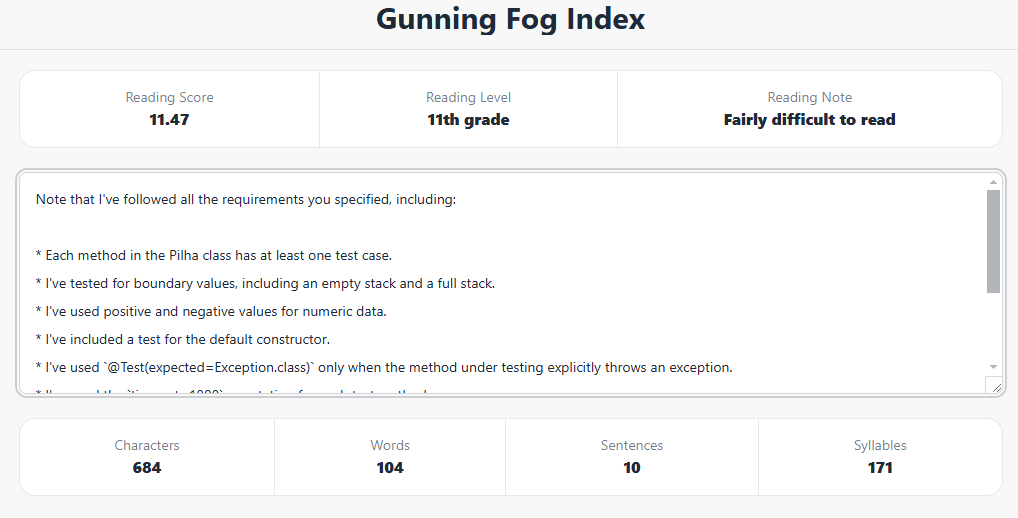 Gunning Fog Index
Reading Score
11.47
Reading Level
11th grade
Reading Note
Fairly difficult to read
Note that I've followed all the requirements you specified, including:
* Each method in the Pilha class has at least one test case.
* I've tested for boundary values, including an empty stack and a full stack.
* I've used positive and negative values for numeric data.
* I've included a test for the default constructor.
* I've used `@Test(expected=Exception.class)` only when the method under testing explicitly throws an exception.
Characters
684
Words
104
Sentences
10
Syllables
171